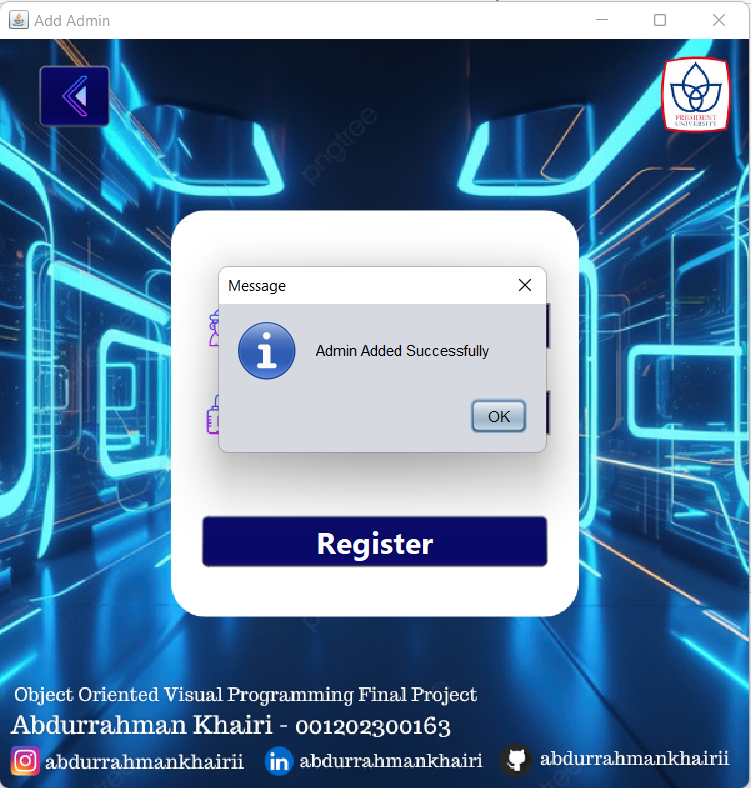 Add Admin
pngtree
PRESIDENT
UNIVERSITY
Message
Admin Added Successfully
OK
Register
Object Oriented Visual Programming Final Project
Abdurrahman Khairi - 001202300163
abdurrahmankhairii
abdurrahmankhairi
abdurrahmankhairii